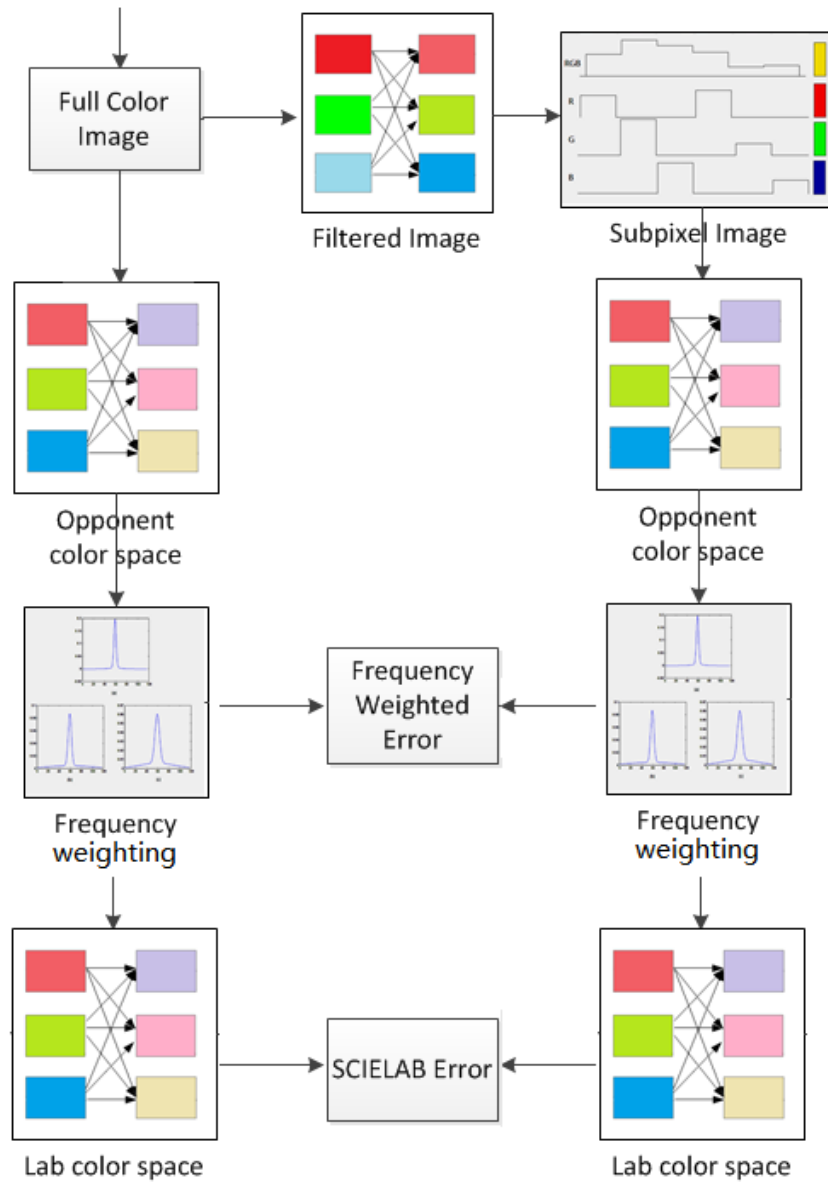 Full Color
Image
RGB
R
G
B
Filtered Image
Subpixel Image
Opponent
color space
Opponent
color space
Frequency
Weighted
Error
Frequency
weighting
Frequency
weighting
SCIELAB Error
Lab color space
Lab color space